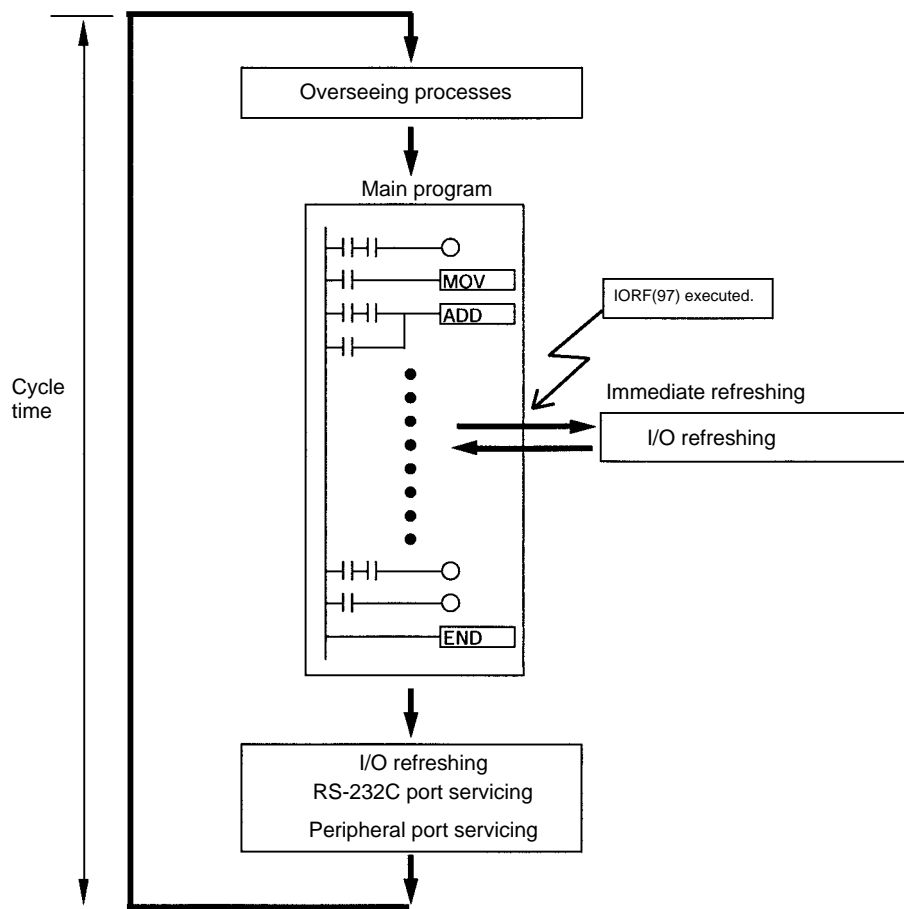 Overseeing processes
Main program
MOV
ADD
IORF(97) executed.
Cycle
time
Immediate refreshing
I/O refreshing
END
I/O refreshing
RS-232C port servicing
Peripheral port servicing